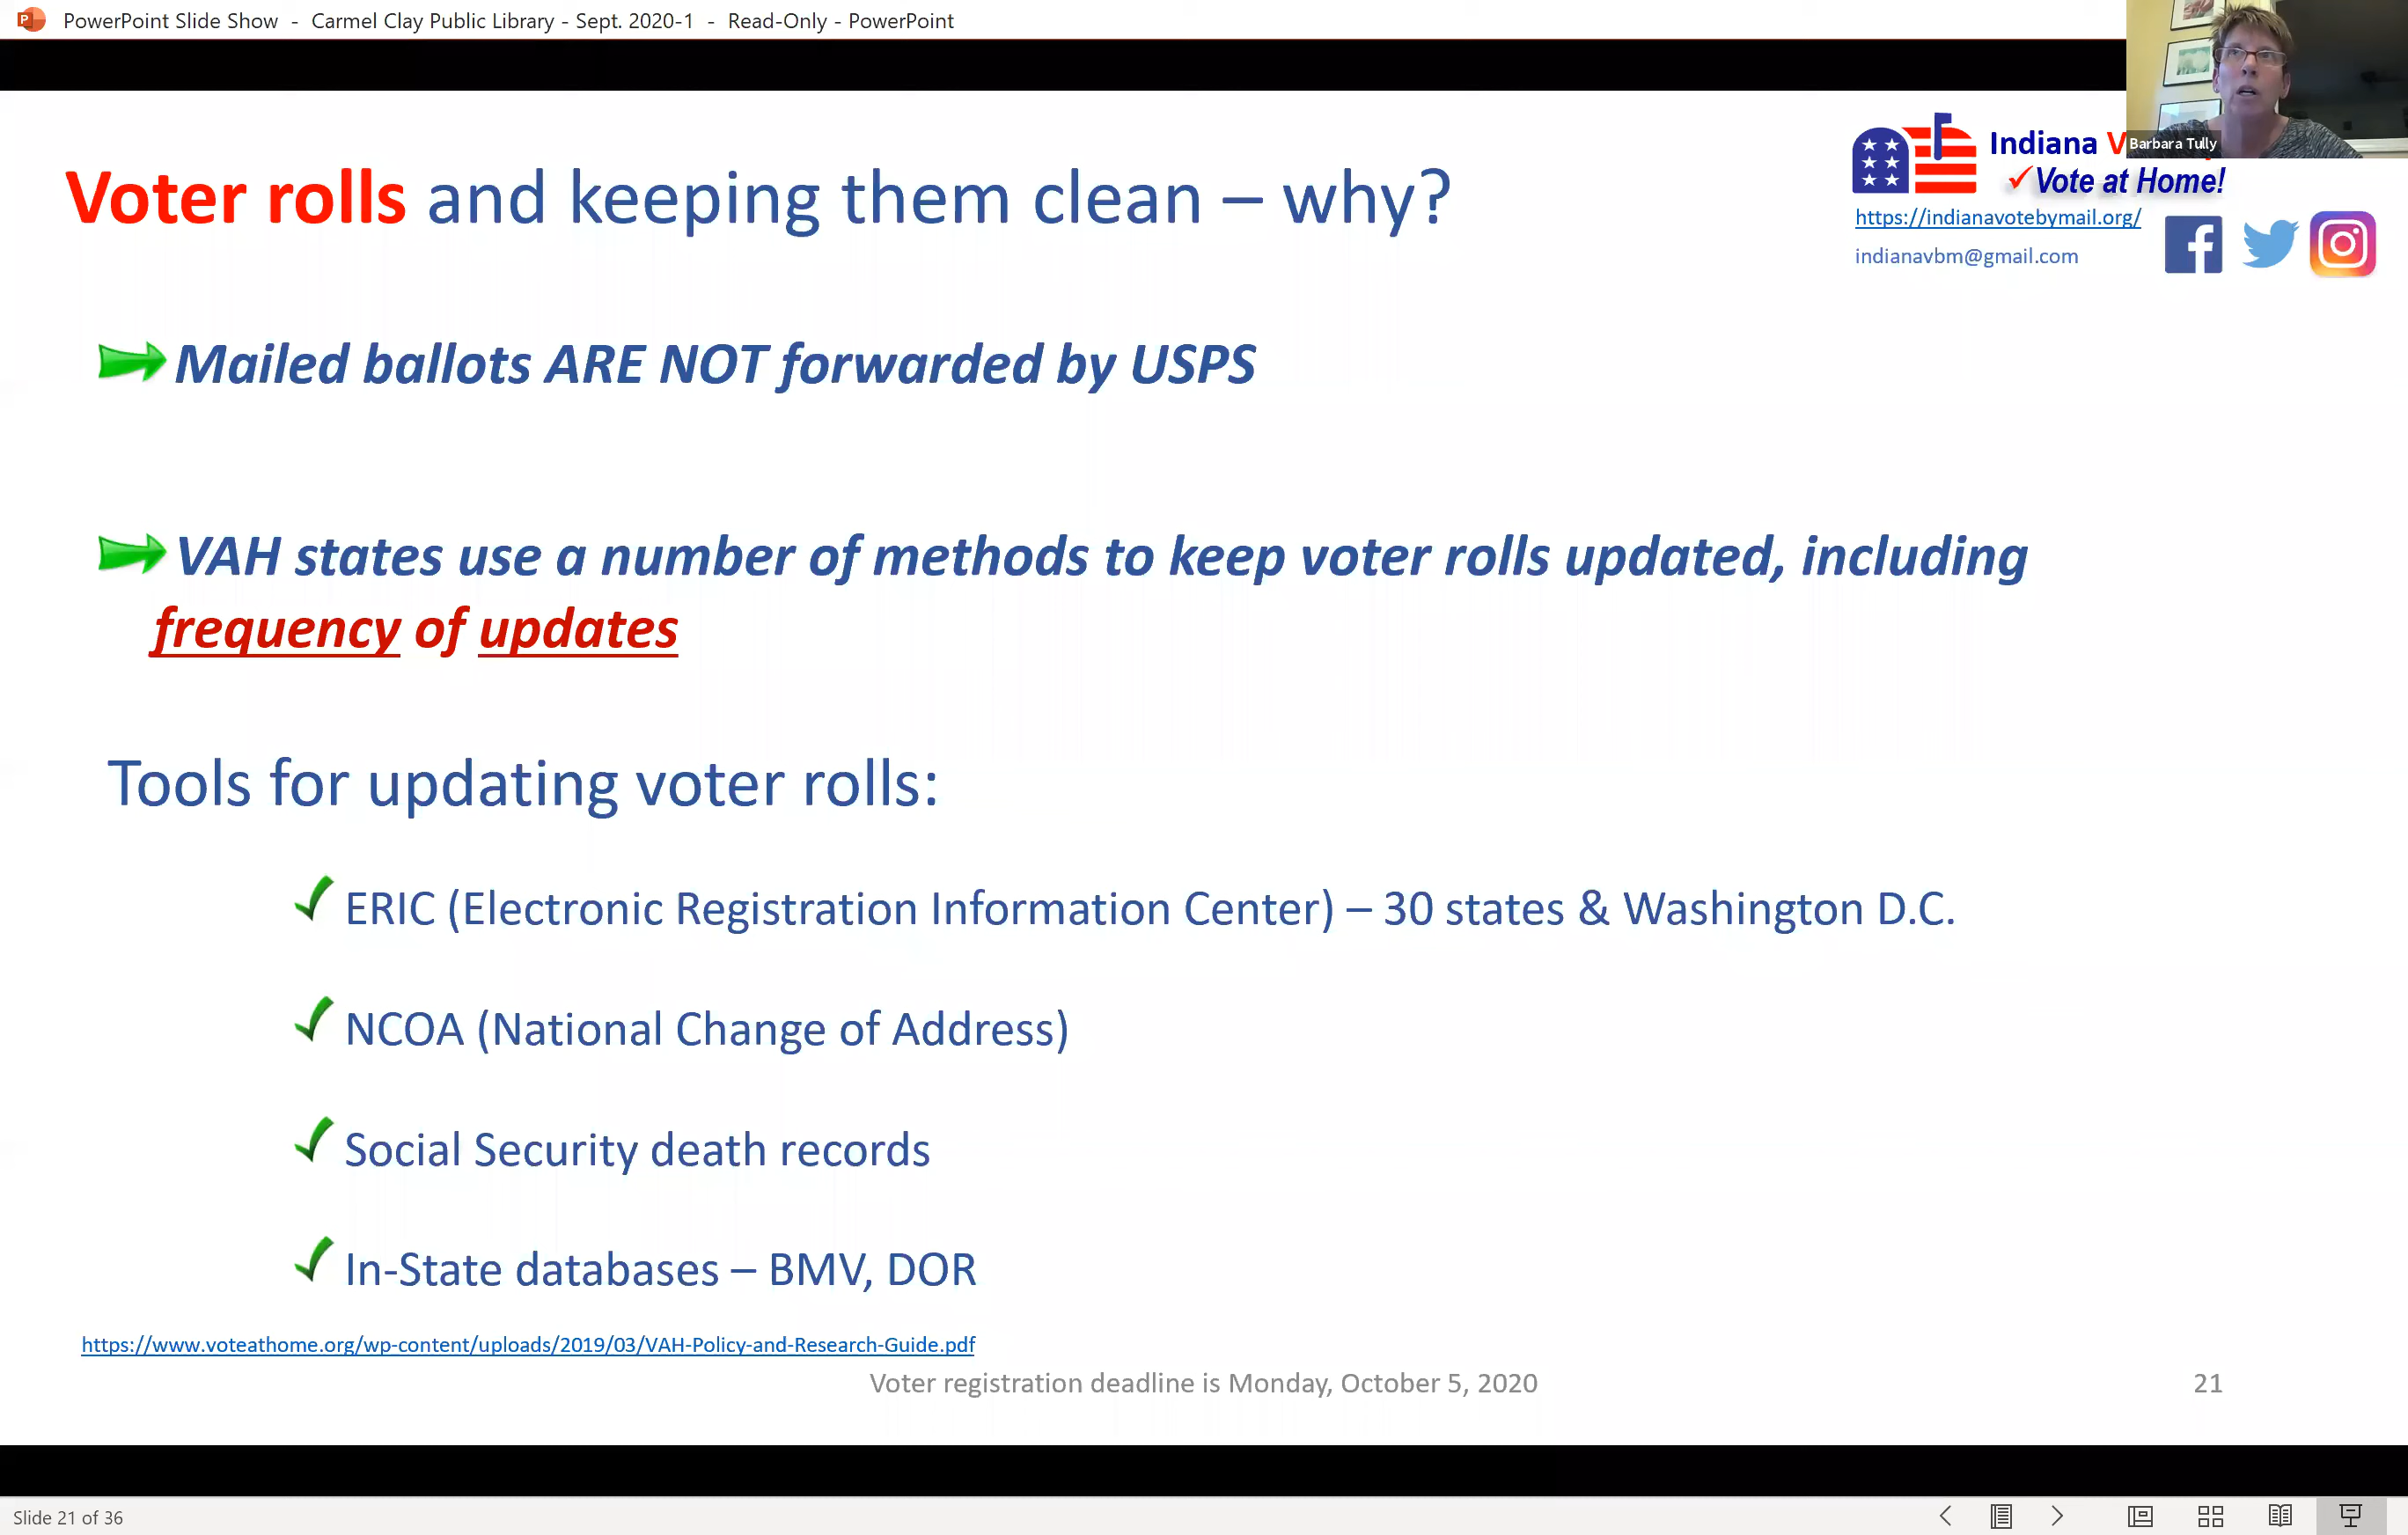 PowerPoint Slide Show - Carmel Clay Public Library - Sept. 2020-1 - Read-Only - PowerPoint
Barbara Tully
Indiana V
Vote at Home!
https://indianavotebymail.org/
indianavbm@gmail.com
Voter rolls and keeping them clean – why?
Mailed ballots ARE NOT forwarded by USPS
VAH states use a number of methods to keep voter rolls updated, including
frequency of updates
Tools for updating voter rolls:
ERIC (Electronic Registration Information Center) – 30 states & Washington D.C.
NCOA (National Change of Address)
Social Security death records
In-State databases – BMV, DOR
https://www.voteathome.org/wp-content/uploads/2019/03/VAH-Policy-and-Research-Guide.pdf
Voter registration deadline is Monday, October 5, 2020
21
Slide 21 of 36